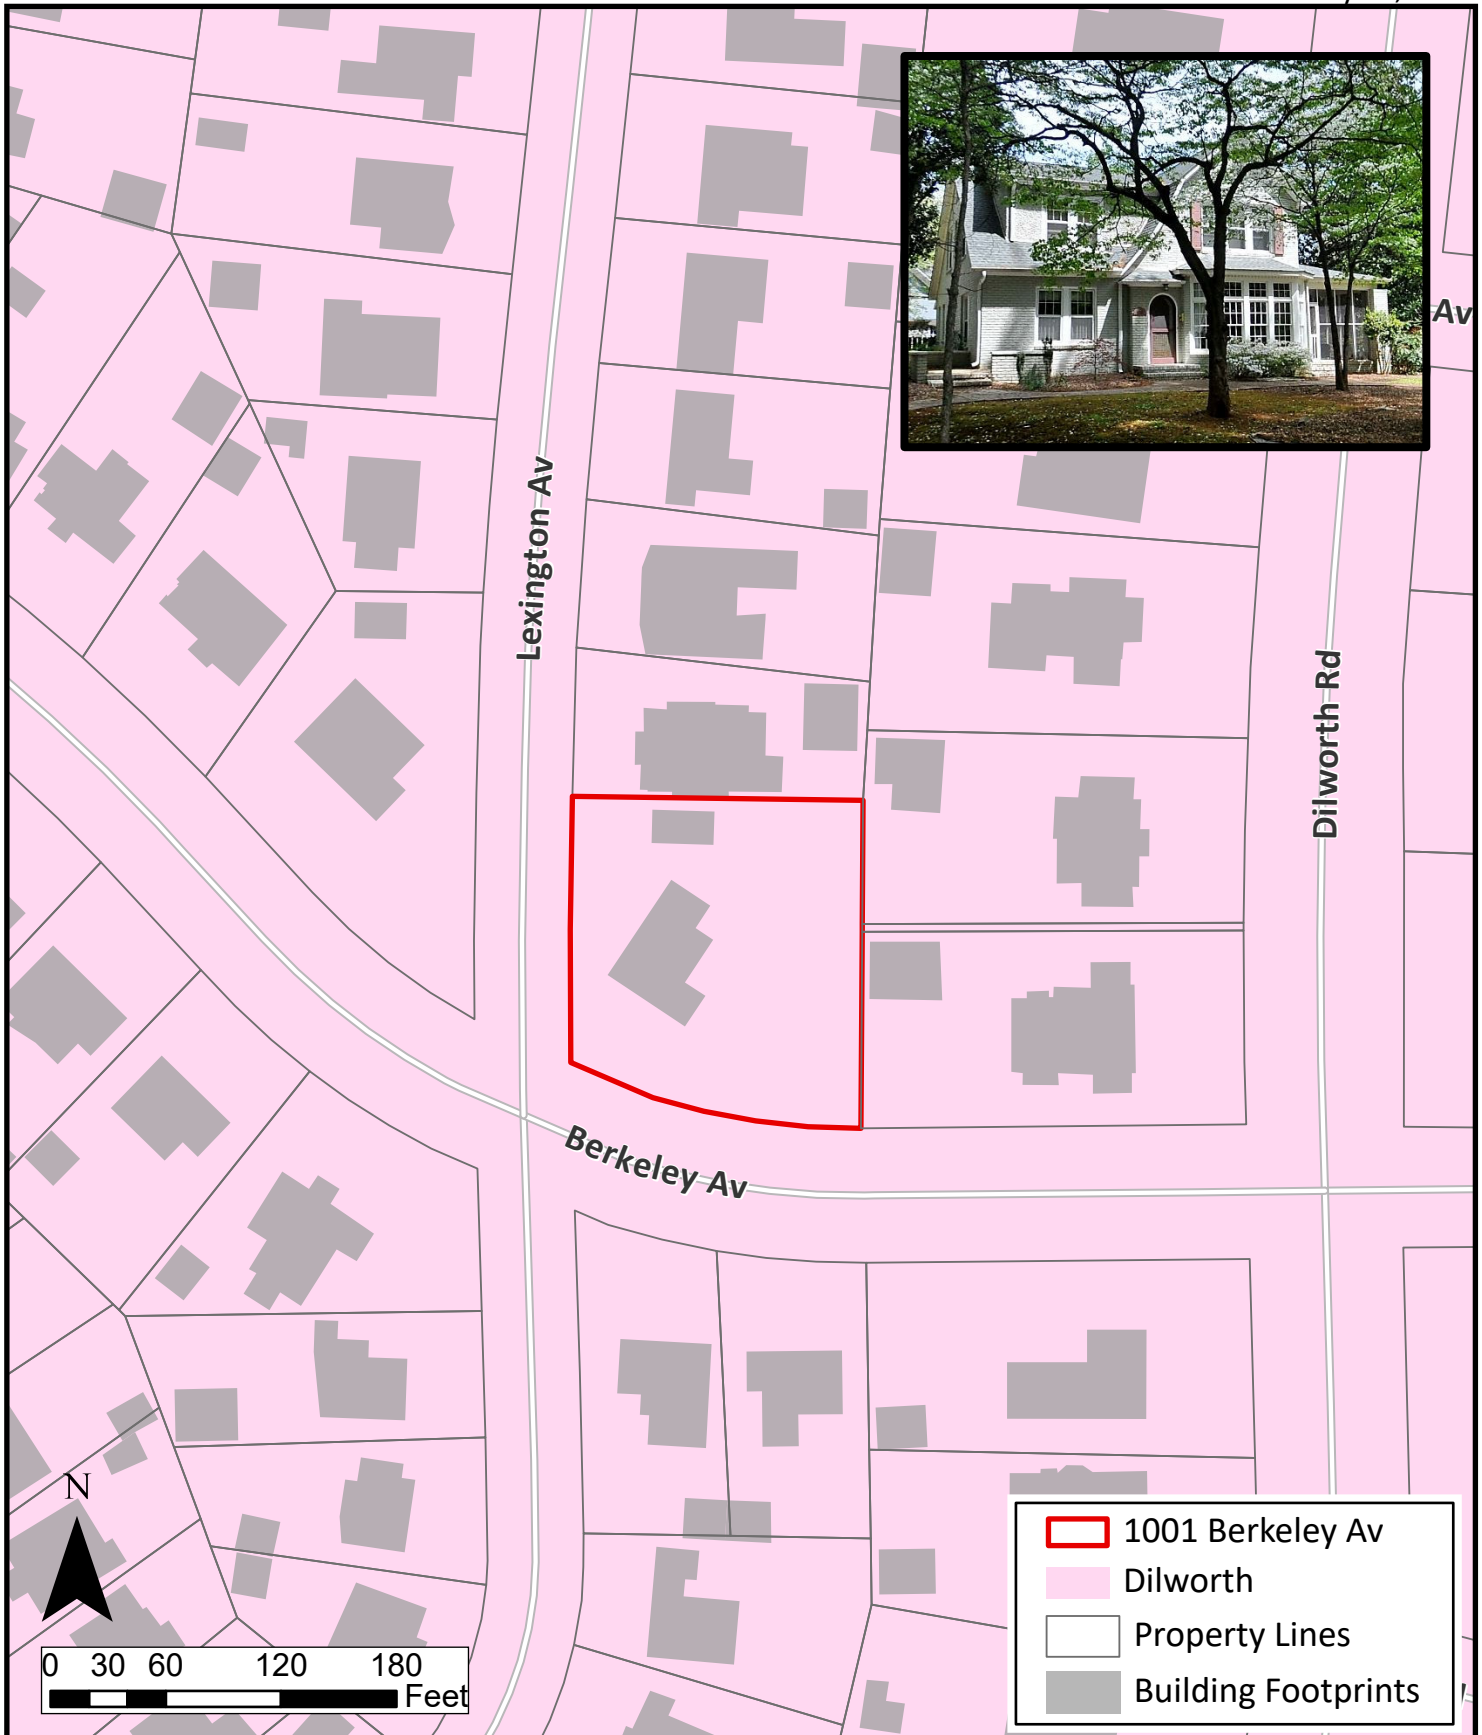 Av
Lexington Av
Dilworth Rd
Berkeley Av
N
0 30 60 120 180
Feet
1001 Berkeley Av
Dilworth
Property Lines
Building Footprints